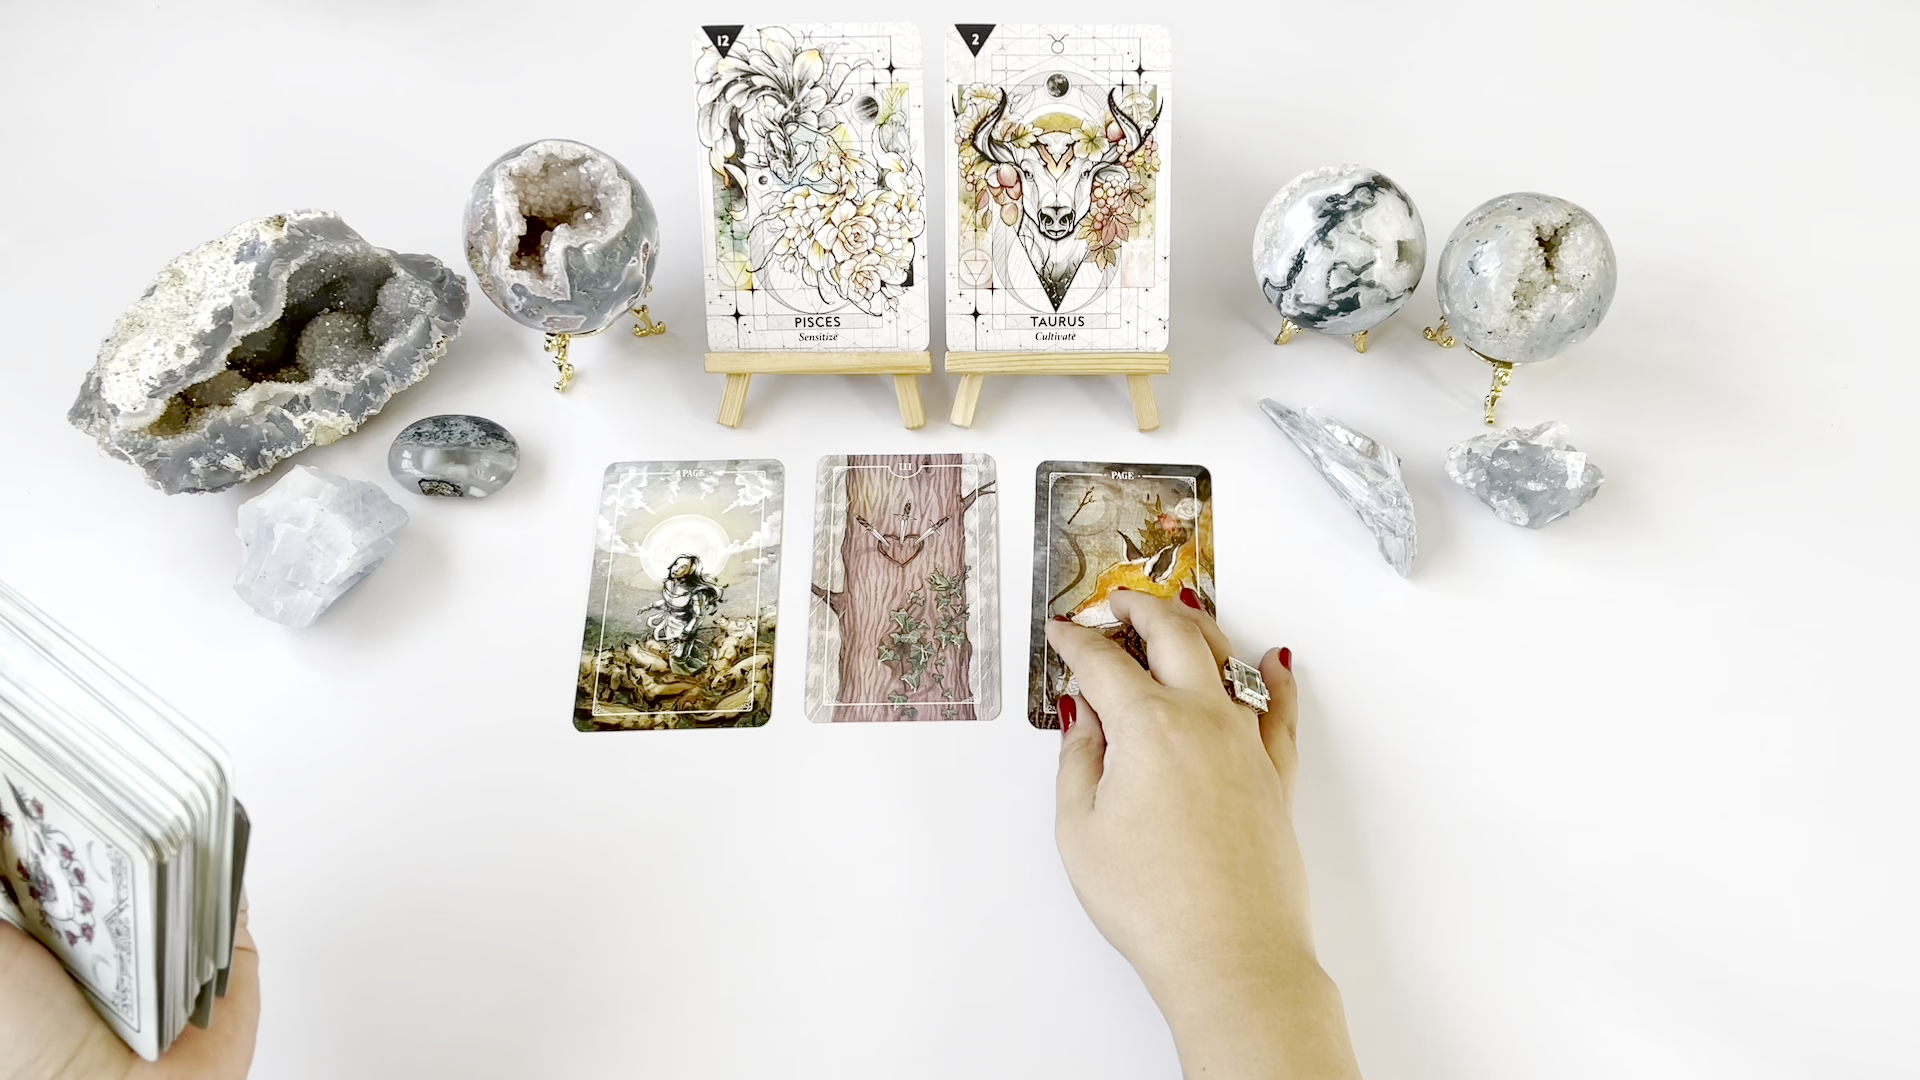 12
PISCES
Sensitize
2
TAURUS
Cultivate
PAGE
III
PAGE